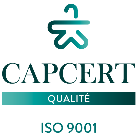 CAPCERT
QUALITÉ
ISO 9001